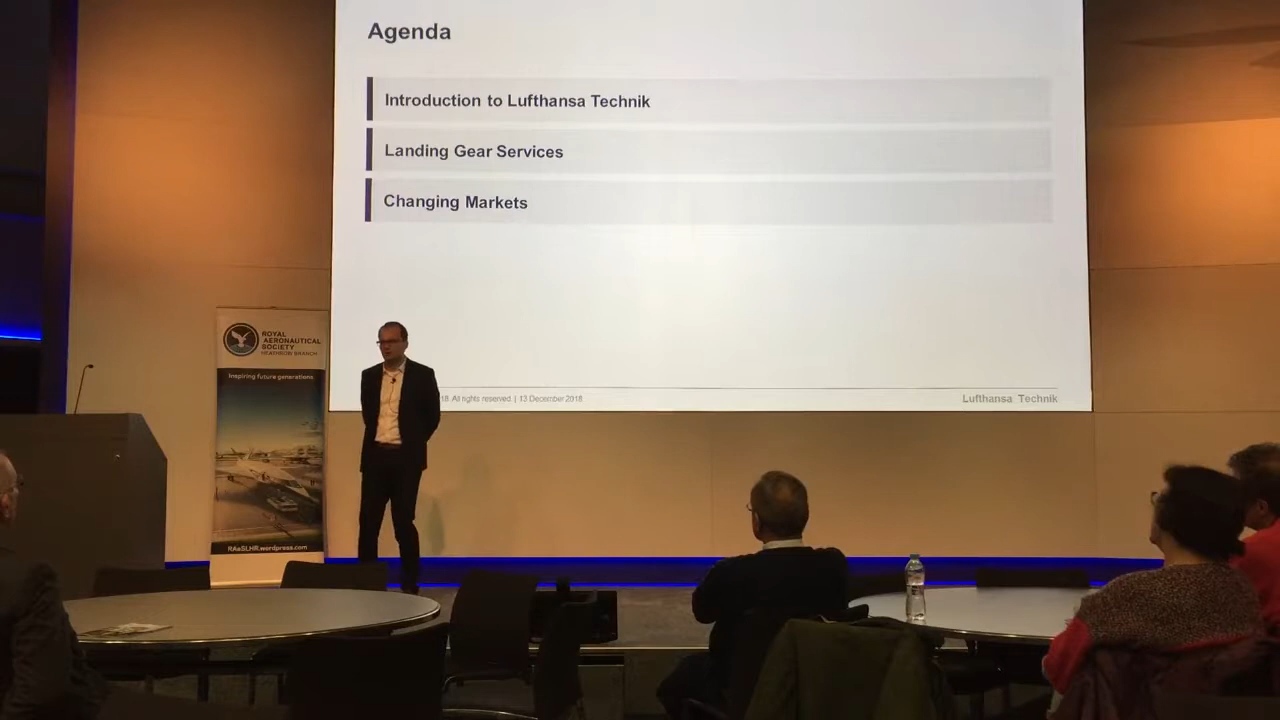 Agenda
Introduction to Lufthansa Technik
Landing Gear Services
Changing Markets
18. All rights reserved. | 13 December 2018
Lufthansa Technik
ROYAL
AERONAUTICAL
SOCIETY
HEATHROW BRANCH
Inspiring future generations
RAeSLHR.wordpress.com